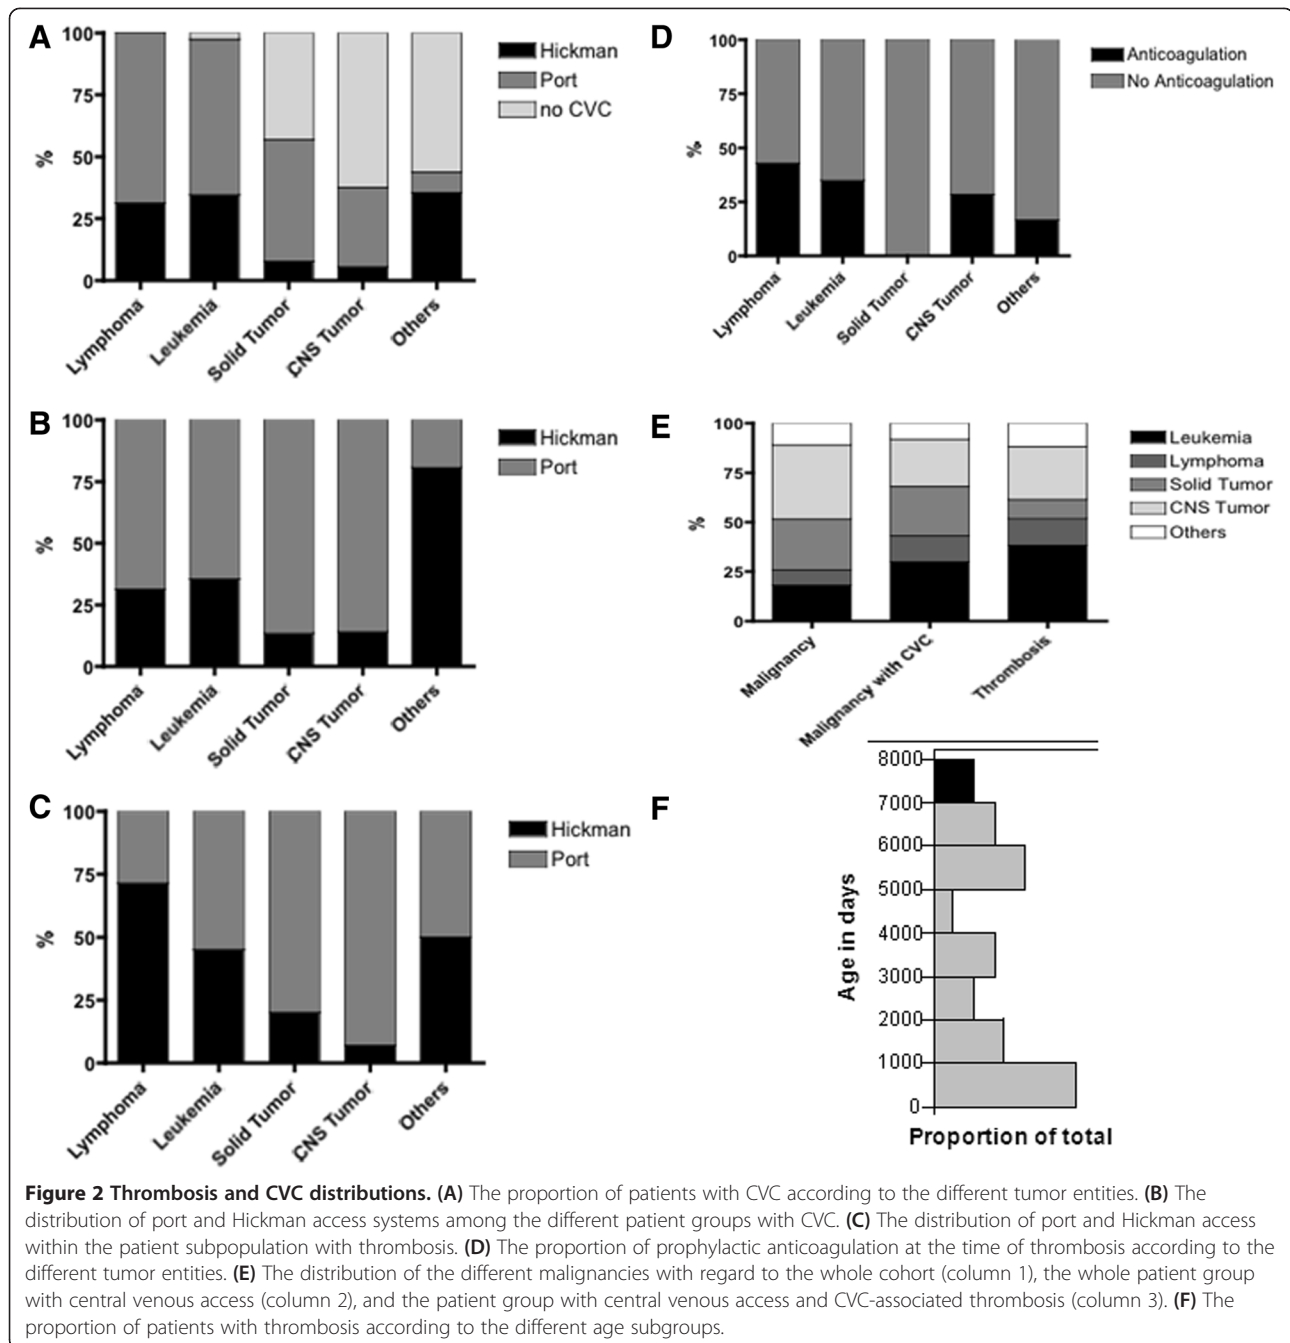 A
100
75
50
25
0
%
Hickman
Port
no CVC
Lymphoma
Leukemia
Solid Tumor
CNS Tumor
Others
B
100
75
50
25
0
%
Hickman
Port
Lymphoma
Leukemia
Solid Tumor
CNS Tumor
Others
C
100
75
50
25
0
%
Hickman
Port
Lymphoma
Leukemia
Solid Tumor
CNS Tumor
Others
D
100
75
50
25
0
%
Anticoagulation
No Anticoagulation
Lymphoma
Leukemia
Solid Tumor
CNS Tumor
Others
E
100
75
50
25
0
%
Leukemia
Lymphoma
Solid Tumor
CNS Tumor
Others
Malignancy
Malignancy with CVC
Thrombosis
F
8000
7000
6000
5000
4000
3000
2000
1000
0
Age in days
Proportion of total
Figure 2 Thrombosis and CVC distributions. (A) The proportion of patients with CVC according to the different tumor entities. (B) The
distribution of port and Hickman access systems among the different patient groups with CVC. (C) The distribution of port and Hickman access
within the patient subpopulation with thrombosis. (D) The proportion of prophylactic anticoagulation at the time of thrombosis according to the
different tumor entities. (E) The distribution of the different malignancies with regard to the whole cohort (column 1), the whole patient group
with central venous access (column 2), and the patient group with central venous access and CVC-associated thrombosis (column 3). (F) The
proportion of patients with thrombosis according to the different age subgroups.